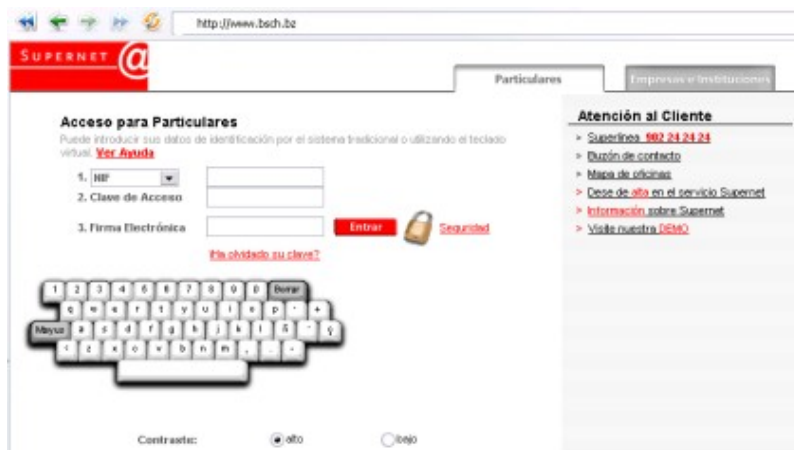 http://www.bsch.bz
SUPERNET @
Particulares
Empresas e Instituciones
Acceso para Particulares
Puede introducir sus datos de identificación por el sistema tradicional o utilizando el teclado
virtual. Ver Ayuda
1. NIF
2. Clave de Acceso
3. Firma Electrónica
Entrar
Seguridad
¿Ha olvidado su clave?
1 2 3 4 5 6 7 8 9 0 Borrar
q w e r t y u i o p ' +
Mayus a s d f g h j k l ñ ´ ç
< z x c v b n m , . -
Contraste:
alto
bajo
Atención al Cliente
» Superlínea 902 24 24 24
» Buzón de contacto
» Mapa de oficinas
> Dese de alta en el servicio Supernet
> Información sobre Supernet
> Visite nuestra DEMO